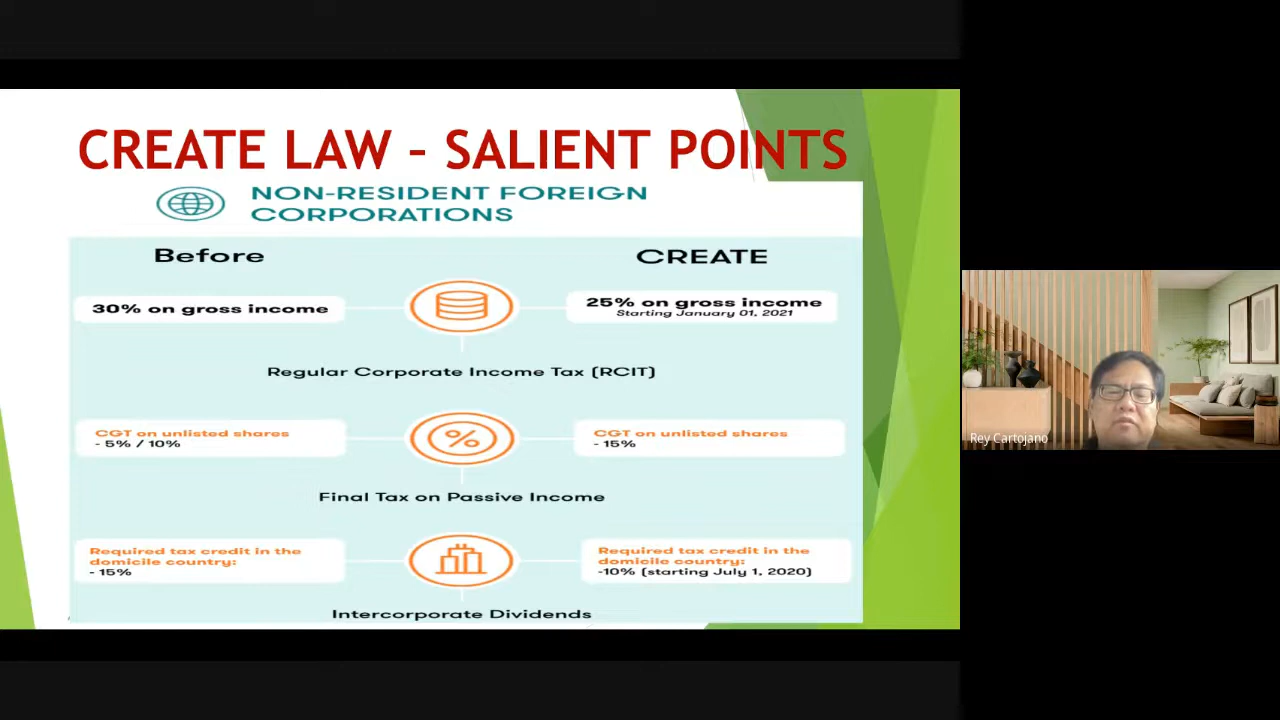 CREATE LAW – SALIENT POINTS
NON-RESIDENT FOREIGN
CORPORATIONS
Before
CREATE
30% on gross income
25% on gross income
Starting January 01, 2021
Regular Corporate Income Tax (RCIT)
CGT on unlisted shares
- 5% / 10%
CGT on unlisted shares
- 15%
Final Tax on Passive Income
Required tax credit in the
domicile country:
- 15%
Required tax credit in the
domicile country:
-10% (starting July 1, 2020)
Intercorporate Dividends
Rey Cartojano